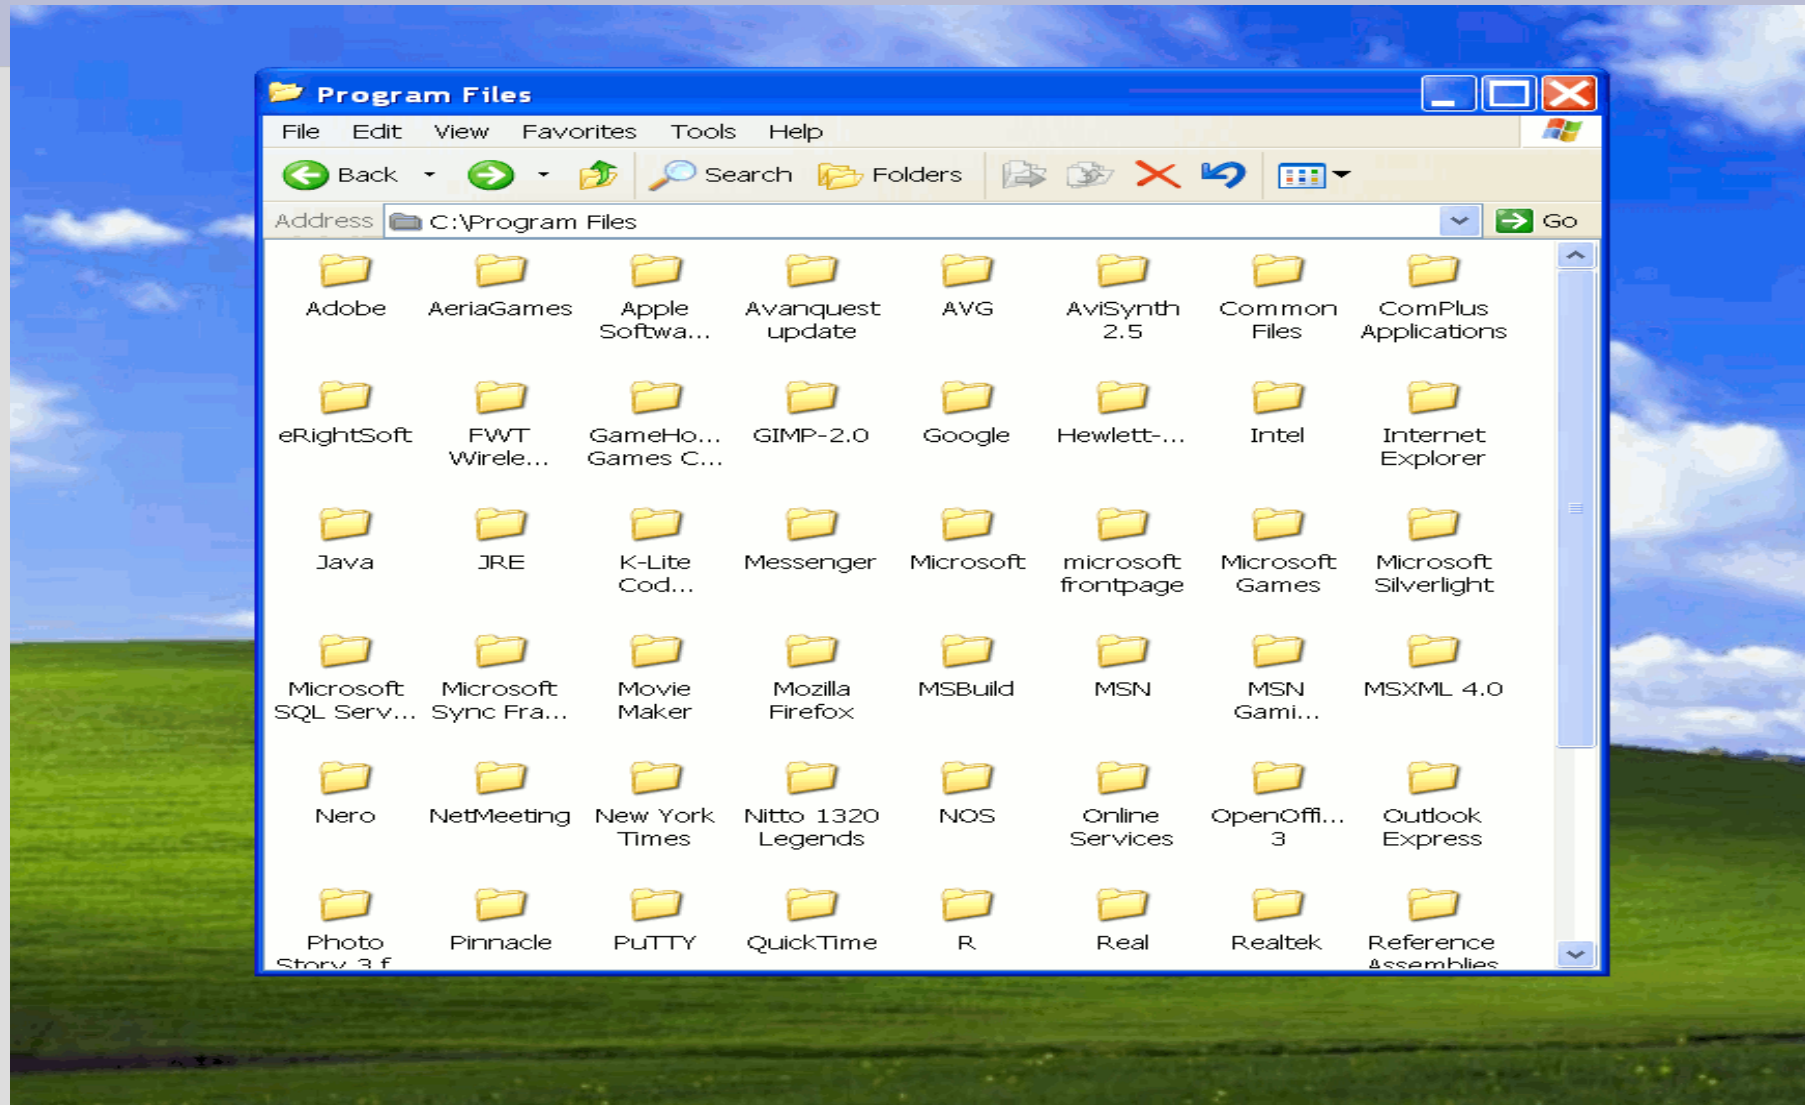 Program Files
File Edit View Favorites Tools Help
Back Search Folders
Address C:\Program Files Go
Adobe AeriaGames Apple Avanquest AVG AviSynth Common ComPlus
Softwa... update 2.5 Files Applications
eRightSoft FWT GameHo... GIMP-2.0 Google Hewlett-... Intel Internet
Wirele... Games C... Explorer
Java JRE K-Lite Messenger Microsoft microsoft Microsoft Microsoft
Cod... frontpage Games Silverlight
Microsoft Microsoft Movie Mozilla MSBuild MSN MSN MSXML 4.0
SQL Serv... Sync Fra... Maker Firefox Gami...
Nero NetMeeting New York Nitto 1320 NOS Online OpenOffi... Outlook
Times Legends Services 3 Express
Photo Pinnacle PuTTY QuickTime R Real Realtek Reference
Story 3 f Assemblies